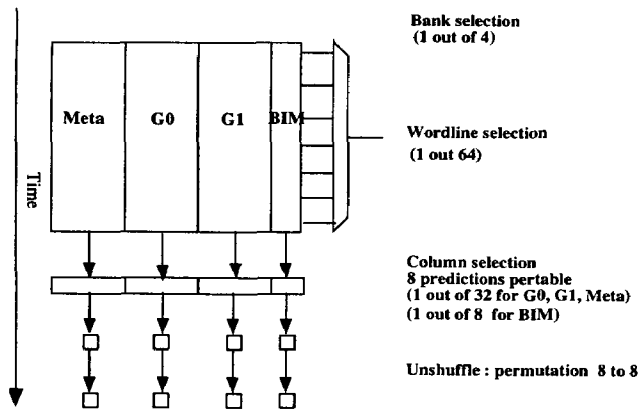 Bank selection
(1 out of 4)
Meta G0 G1 BIM
Wordline selection
(1 out 64)
Time
Column selection
8 predictions pertable
(1 out of 32 for G0, G1, Meta)
(1 out of 8 for BIM)
Unshuffle : permutation 8 to 8